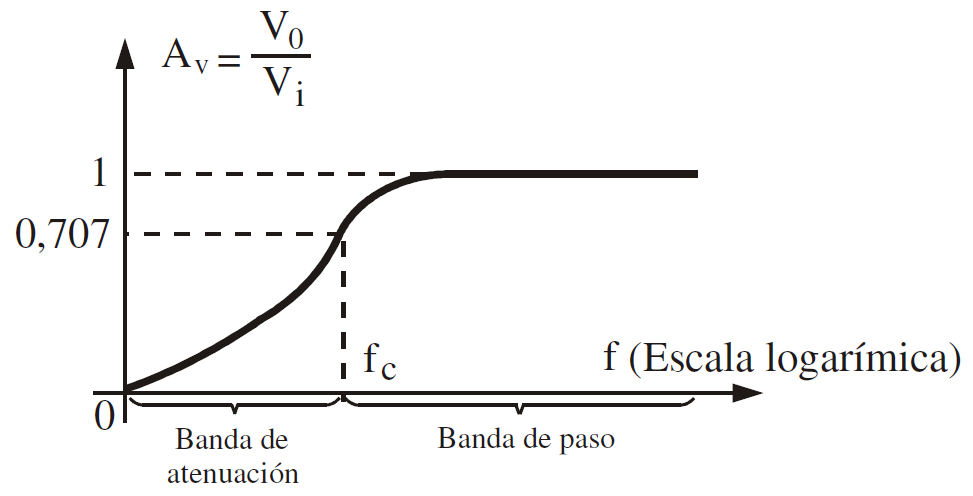 Av = V0 / Vi
1
0,707
fc
f (Escala logarímica)
0
Banda de atenuación
Banda de paso